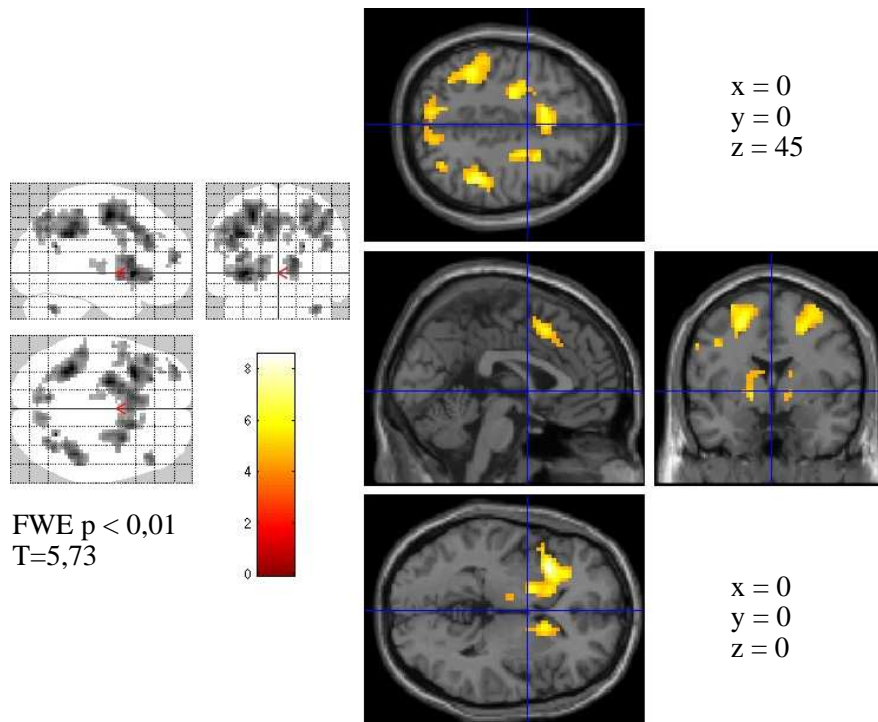 x = 0
y = 0
z = 45
8
6
4
2
0
FWE p < 0,01
T=5,73
x = 0
y = 0
z = 0